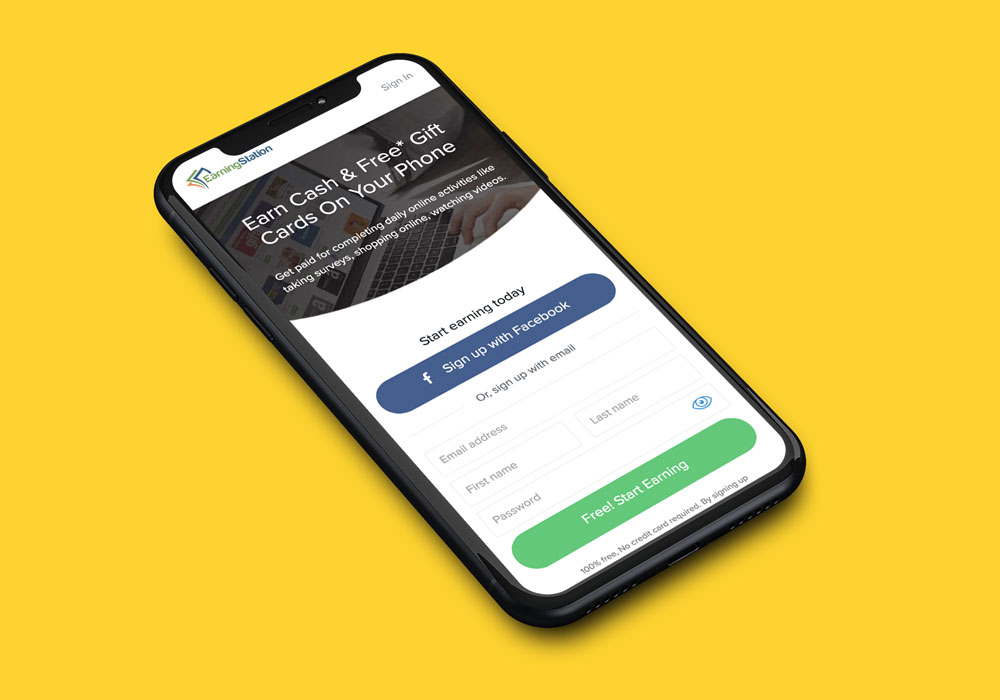 Sign In
EarningStation
Earn Cash & Free* Gift
Cards On Your Phone
Get paid for completing daily online activities like
taking surveys, shopping online, watching videos.
Start earning today
f Sign up with Facebook
Or, sign up with email
Email address
First name
Last name
Password
Free! Start Earning
100% free, No credit card required. By signing up